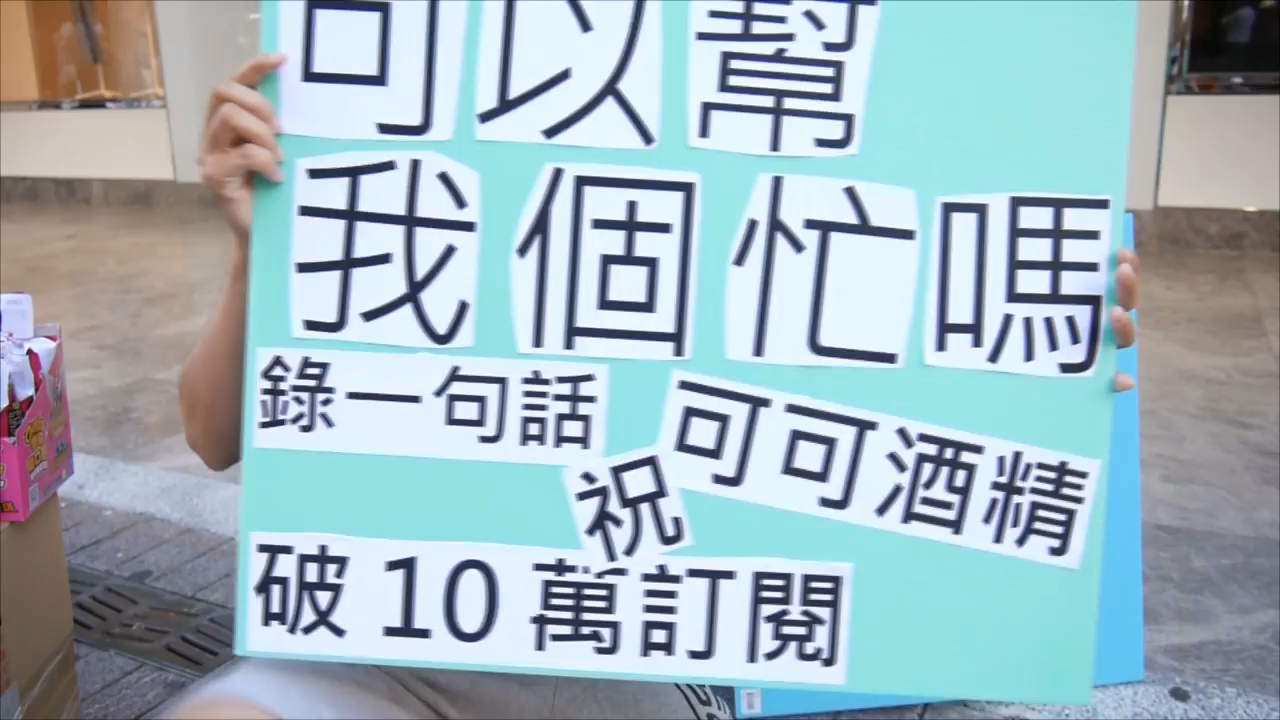 可以幫
我個忙嗎
錄一句話
祝 可可酒精
破 10 萬訂閱